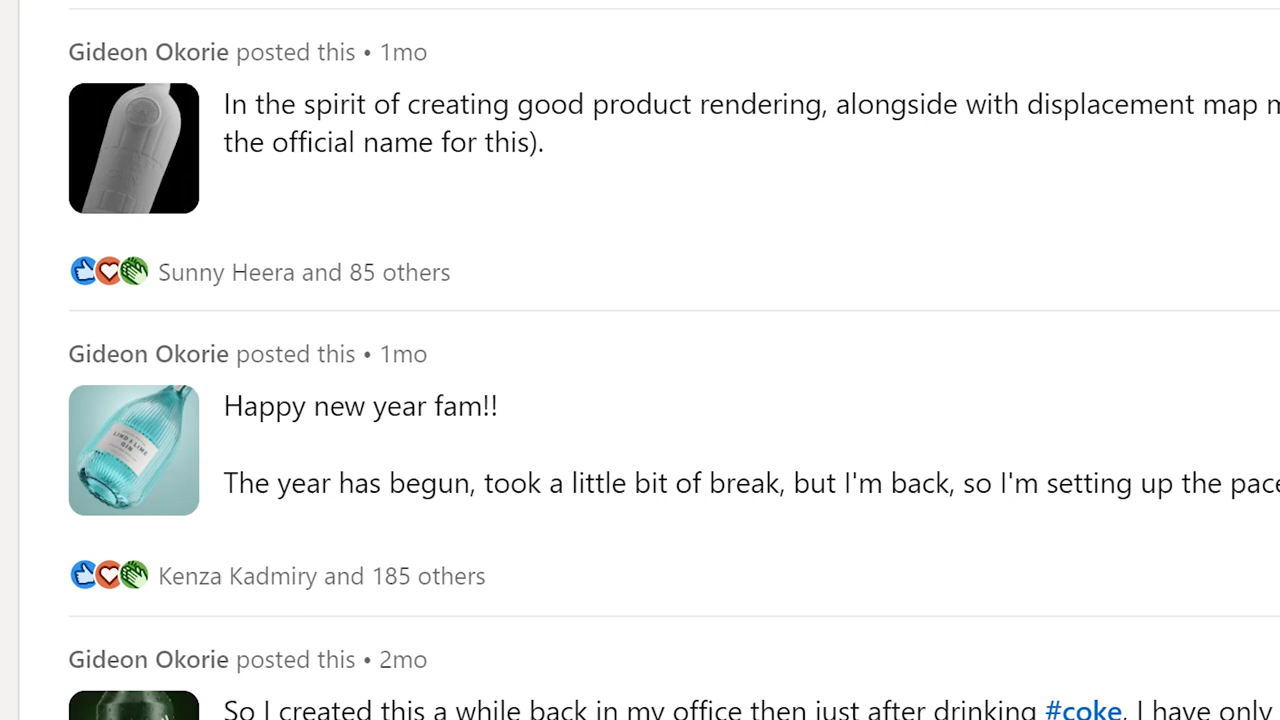 Gideon Okorie posted this • 1mo
In the spirit of creating good product rendering, alongside with displacement map
the official name for this).
Sunny Heera and 85 others
Gideon Okorie posted this • 1mo
LIND & LIME
GIN
Happy new year fam!!
The year has begun, took a little bit of break, but I'm back, so I'm setting up the pace
Kenza Kadmiry and 185 others
Gideon Okorie posted this • 2mo
So I created this a while back in my office then just after drinking #coke. I have only